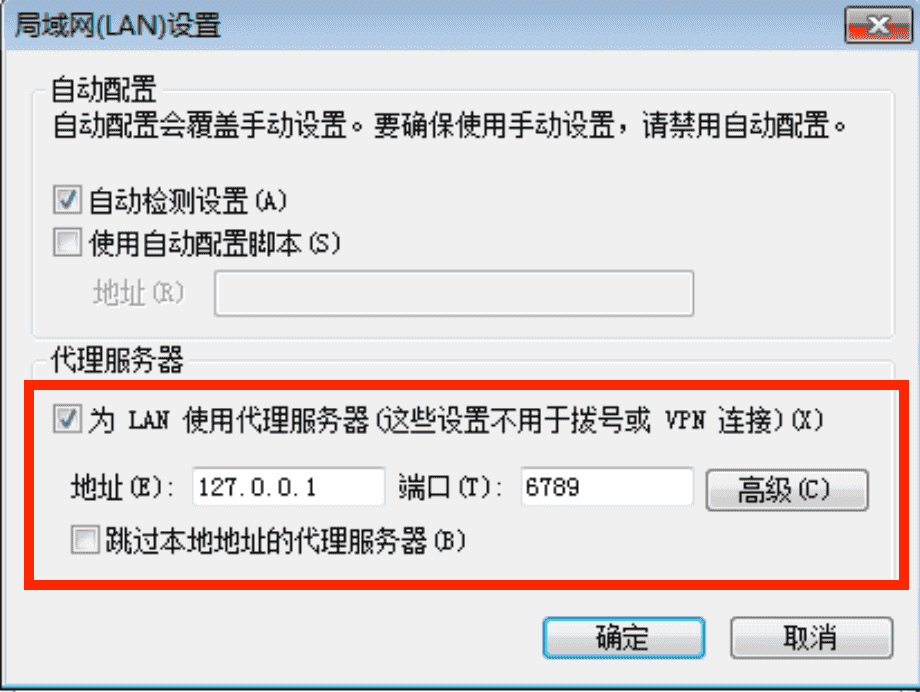 局域网(LAN)设置
自动配置
自动配置会覆盖手动设置。要确保使用手动设置，请禁用自动配置。
自动检测设置(A)
使用自动配置脚本(S)
地址(R)
代理服务器
为 LAN 使用代理服务器(这些设置不用于拨号或 VPN 连接)(X)
地址(E): 127.0.0.1 端口(T): 6789 高级(C)
跳过本地地址的代理服务器(B)
确定 取消